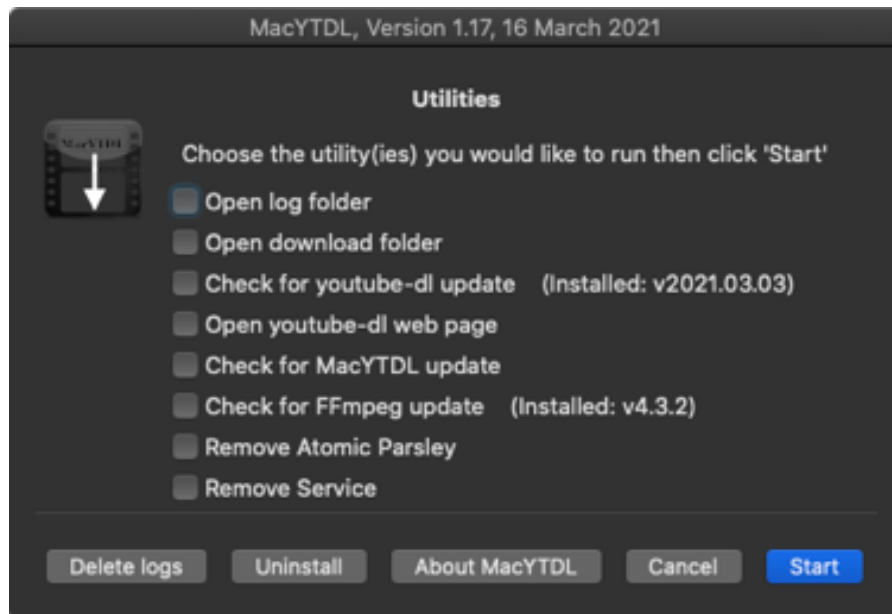 MacYTDL, Version 1.17, 16 March 2021
Utilities
MacYTDL
Choose the utility(ies) you would like to run then click 'Start'
Open log folder
Open download folder
Check for youtube-dl update (Installed: v2021.03.03)
Open youtube-dl web page
Check for MacYTDL update
Check for FFmpeg update (Installed: v4.3.2)
Remove Atomic Parsley
Remove Service
Delete logs Uninstall About MacYTDL Cancel Start